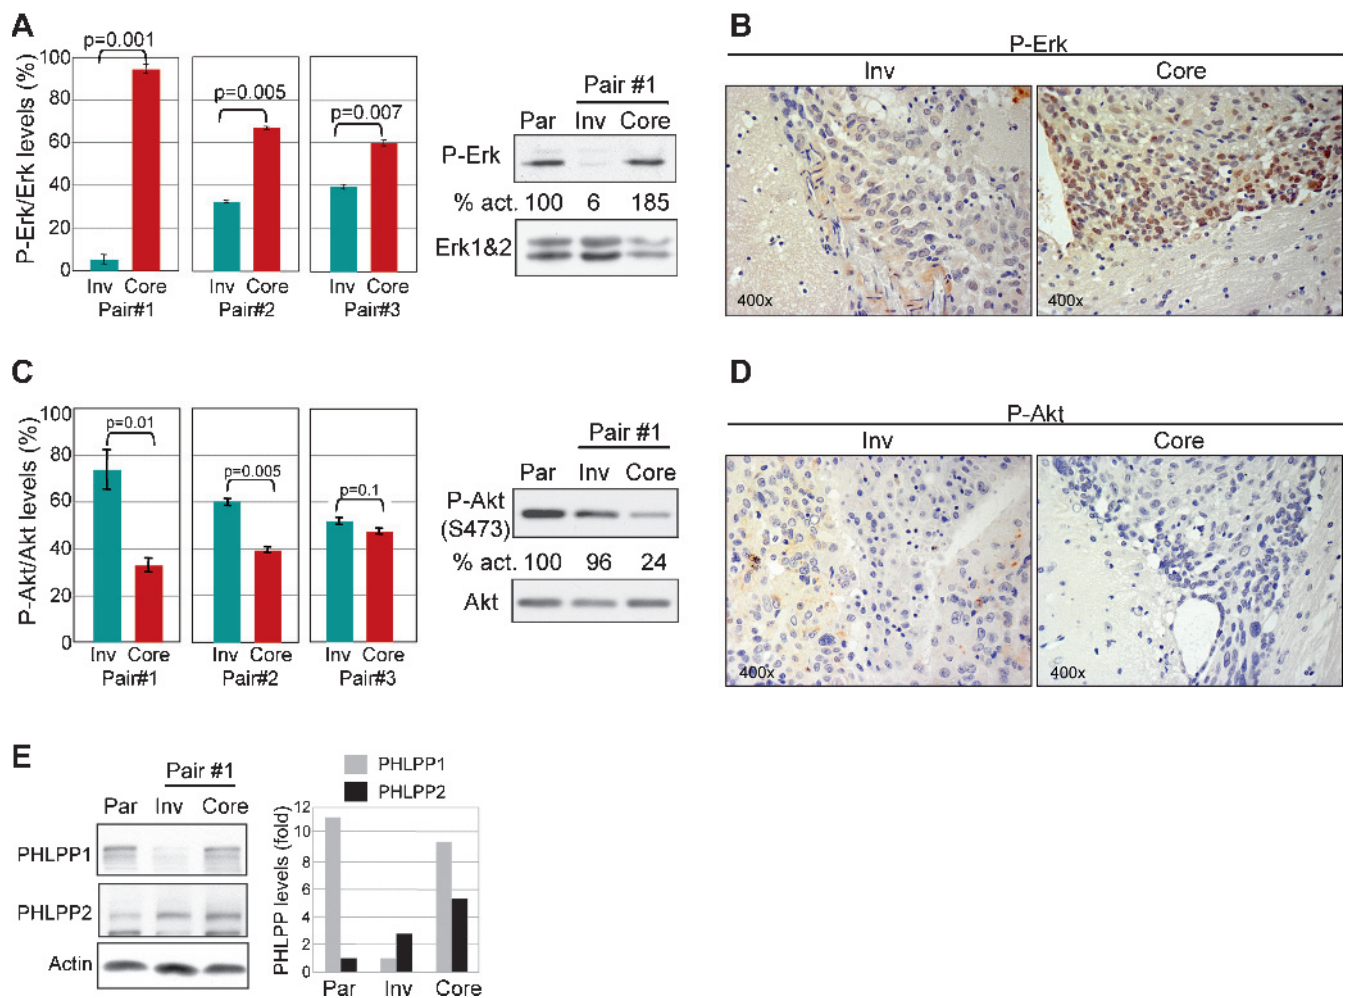 A
p=0.001
p=0.005
p=0.007
P-Erk/Erk levels (%)
100
80
60
40
20
0
Inv Core
Pair#1
Inv Core
Pair#2
Inv Core
Pair#3
Pair #1
Par Inv Core
P-Erk
% act. 100 6 185
Erk1&2
B
P-Erk
Inv Core
400x
400x
C
p=0.01
p=0.005
p=0.1
P-Akt/Akt levels (%)
100
80
60
40
20
0
Inv Core
Pair#1
Inv Core
Pair#2
Inv Core
Pair#3
Pair #1
Par Inv Core
P-Akt
(S473)
% act. 100 96 24
Akt
D
P-Akt
Inv Core
400x
400x
E
Pair #1
Par Inv Core
PHLPP1
PHLPP2
Actin
PHLPP1
PHLPP2
PHLPP levels (fold)
12
10
8
6
4
2
0
Par Inv Core